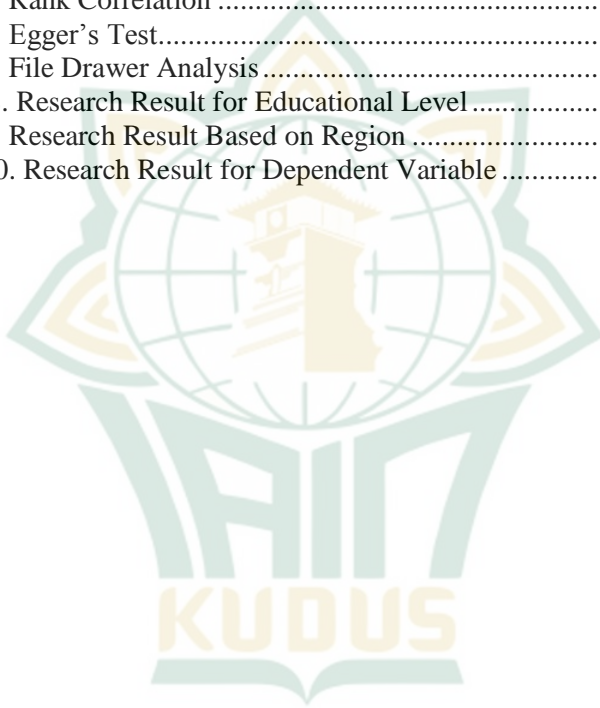 Rank Correlation ..........................................................
Egger’s Test....................................................................
File Drawer Analysis....................................................
. Research Result for Educational Level....................
Research Result Based on Region ............................
0. Research Result for Dependent Variable ...............
IAIN
KUDUS